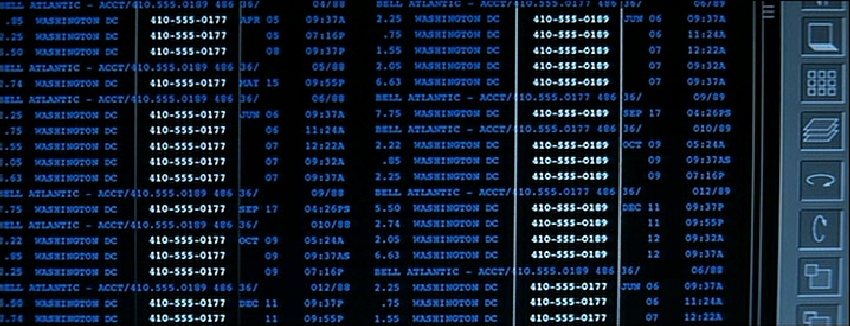 BELL ATLANTIC - ACCT/410.555.0189 486 36/ 04/88
.85 WASHINGTON DC 410-555-0177 APR 05 09:37A
2.25 WASHINGTON DC 410-555-0177 05 09:37A
5.50 WASHINGTON DC 410-555-0177 08 09:37P
BELL ATLANTIC - ACCT/410.555.0189 486 36/ 05/88
2.74 WASHINGTON DC 410-555-0177 MAY 15 09:55P
BELL ATLANTIC - ACCT/410.555.0189 486 36/ 06/88
2.25 WASHINGTON DC 410-555-0177 JUN 06 09:37A
.75 WASHINGTON DC 410-555-0177 06 11:24A
1.55 WASHINGTON DC 410-555-0177 07 12:22A
2.05 WASHINGTON DC 410-555-0177 07 09:32A
6.63 WASHINGTON DC 410-555-0177 07 09:37P
BELL ATLANTIC - ACCT/410.555.0189 486 36/ 09/88
7.75 WASHINGTON DC 410-555-0177 SEP 17 04:26PS
BELL ATLANTIC - ACCT/410.555.0189 486 36/ 010/88
2.22 WASHINGTON DC 410-555-0177 OCT 09 05:24A
.85 WASHINGTON DC 410-555-0177 09 09:37AS
2.25 WASHINGTON DC 410-555-0177 09 07:16P
BELL ATLANTIC - ACCT/410.555.0189 486 36/ 012/88
5.50 WASHINGTON DC 410-555-0177 DEC 11 09:37P
WASHINGTON DC 410-555-0177 11 09:55P
BELL ATLANTIC - ACCT/410.555.0177 486 36/ 06/89
2.25 WASHINGTON DC 410-555-0189 JUN 06 09:37A
.75 WASHINGTON DC 410-555-0189 06 11:24A
1.55 WASHINGTON DC 410-555-0189 07 12:22A
2.25 WASHINGTON DC 410-555-0189 07 09:32A
6.63 WASHINGTON DC 410-555-0189 07 09:37A
BELL ATLANTIC - ACCT/410.555.0177 486 36/ 09/89
7.75 WASHINGTON DC 410-555-0189 SEP 17 04:26PS
BELL ATLANTIC - ACCT/410.555.0177 486 36/ 010/89
2.22 WASHINGTON DC 410-555-0189 OCT 09 05:24A
.85 WASHINGTON DC 410-555-0189 09 09:37AS
2.25 WASHINGTON DC 410-555-0189 09 07:16P
BELL ATLANTIC - ACCT/410.555.0177 486 36/ 012/89
5.50 WASHINGTON DC 410-555-0189 DEC 11 09:37P
2.74 WASHINGTON DC 410-555-0189 11 09:55P
2.05 WASHINGTON DC 410-555-0189 12 09:32A
6.63 WASHINGTON DC 410-555-0189 12 09:37A
BELL ATLANTIC - ACCT/410.555.0189 486 36/ 06/88
2.25 WASHINGTON DC 410-555-0177 JUN 06 09:37A
.75 WASHINGTON DC 410-555-0177 06 11:24A
1.55 WASHINGTON DC 410-555-0177 07 12:22A